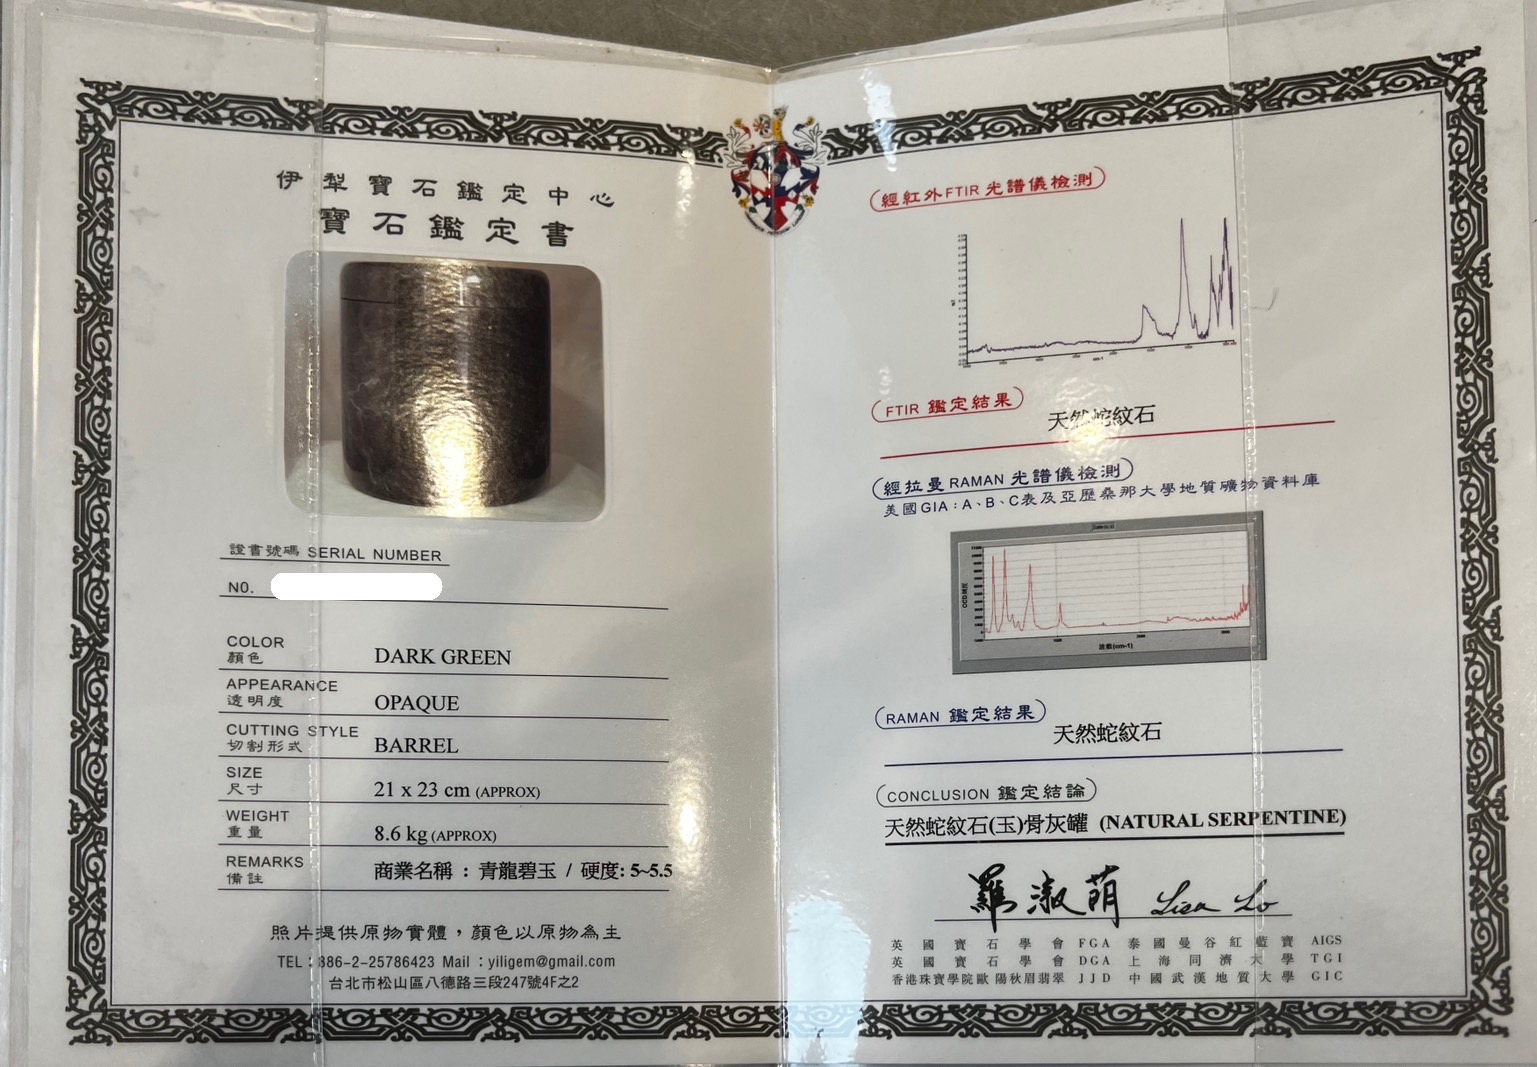 伊犁寶石鑑定中心
寶石鑑定書
證書號碼 SERIAL NUMBER
NO.
COLOR
顏色
DARK GREEN
APPEARANCE
透明度
OPAQUE
CUTTING STYLE
切割形式
BARREL
SIZE
尺寸
21 x 23 cm (APPROX)
WEIGHT
重量
8.6 kg (APPROX)
REMARKS
備註
商業名稱 : 青龍碧玉 / 硬度: 5~5.5
照片提供原物實體,顏色以原物為主
TEL:886-2-25786423 Mail:yiligem@gmail.com
台北市松山區八德路三段247號4F之2
經紅外FTIR 光譜儀檢測
FTIR 鑑定結果
天然蛇紋石
經拉曼RAMAN 光譜儀檢測
美國GIA:A、B、C表及亞歷桑那大學地質礦物資料庫
波數(cm-1)
RAMAN 鑑定結果
天然蛇紋石
CONCLUSION 鑑定結論
天然蛇紋石(玉)骨灰罐 (NATURAL SERPENTINE)
羅淑萌 Lisa Lo
英國寶石學會 FGA 泰國曼谷紅藍寶 AIGS
英國寶石學會 DGA 上海同濟大學 TGI
香港珠寶學院歐陽秋眉翡翠 JJD 中國武漢地質大學 GIC